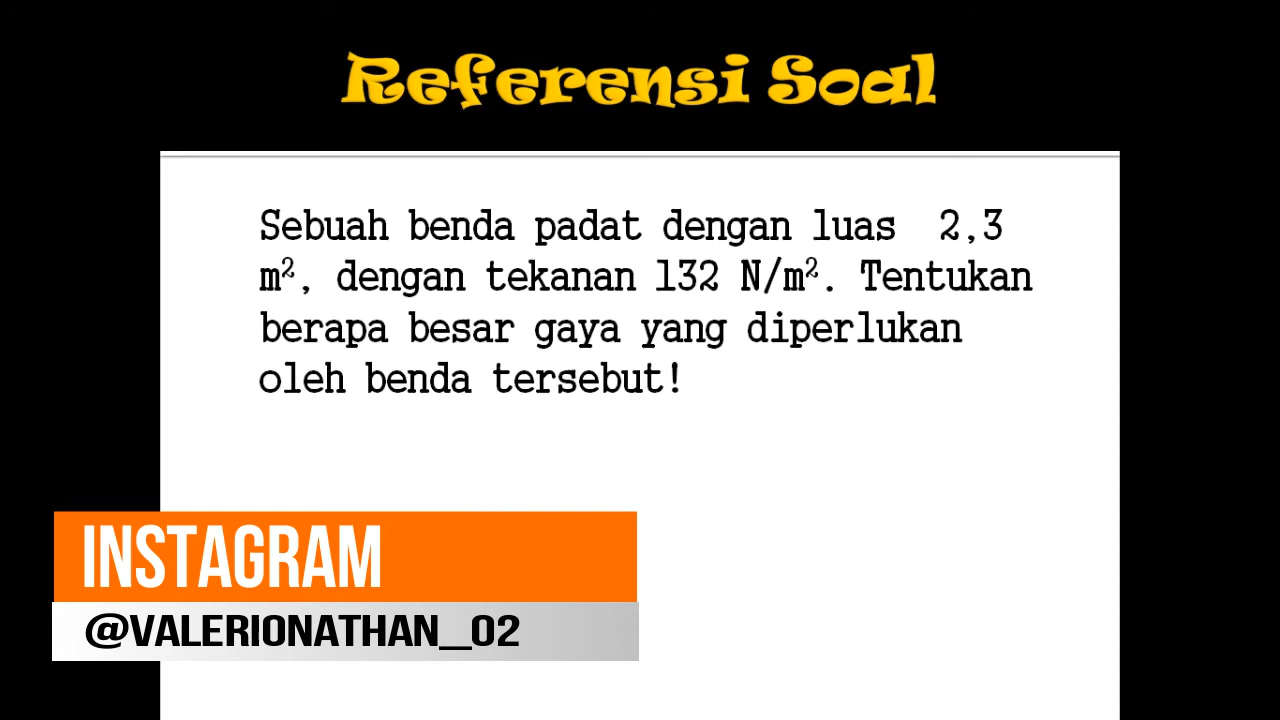 Referensi Soal
Sebuah benda padat dengan luas 2,3
m², dengan tekanan 132 N/m². Tentukan
berapa besar gaya yang diperlukan
oleh benda tersebut!
INSTAGRAM
@VALERIONATHAN_02